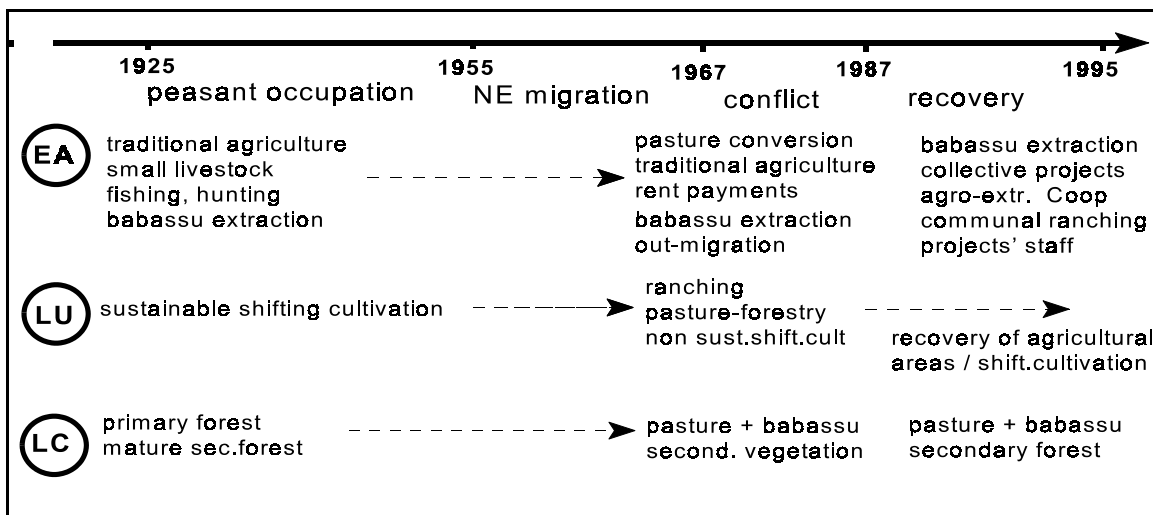 1925 1955 1967 1987 1995
peasant occupation NE migration conflict recovery
EA
traditional agriculture
small livestock
fishing, hunting
babassu extraction
pasture conversion
traditional agriculture
rent payments
babassu extraction
out-migration
babassu extraction
collective projects
agro-extr. Coop
communal ranching
projects' staff
LU
sustainable shifting cultivation
ranching
pasture-forestry
non sust.shift.cult
recovery of agricultural
areas / shift.cultivation
LC
primary forest
mature sec.forest
pasture + babassu
second. vegetation
pasture + babassu
secondary forest